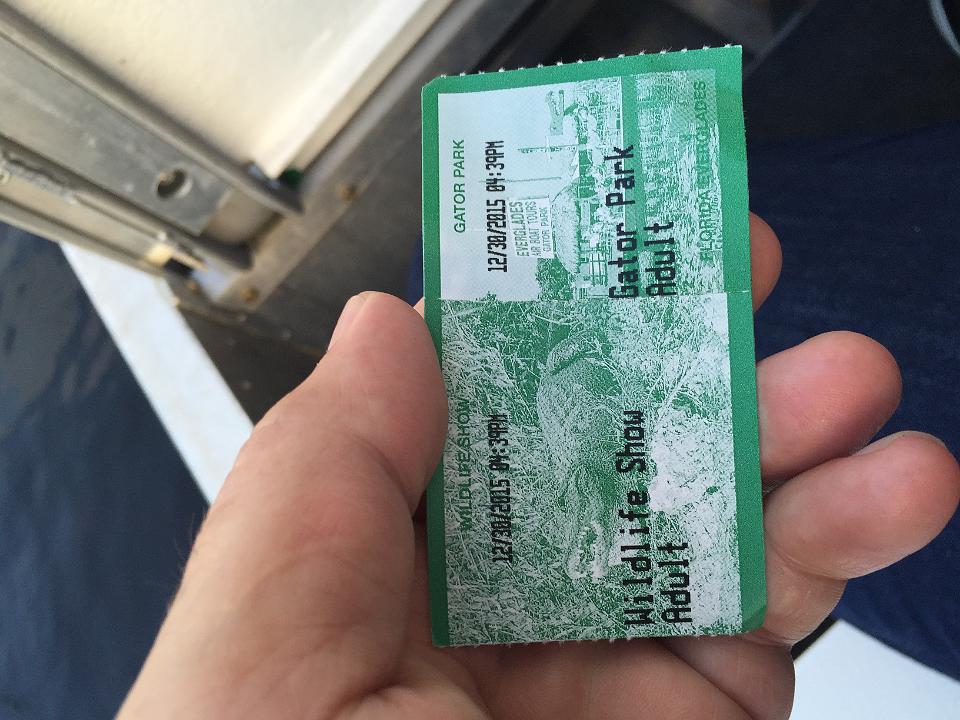 WILDLIFE SHOW
12/30/2015 04:39PM
Wildlife Show
Adult
GATOR PARK
12/30/2015 04:39PM
EVERGLADES
AIR BOAT TOURS
GATOR PARK
Gator Park
Adult
FLORIDA EVERGLADES